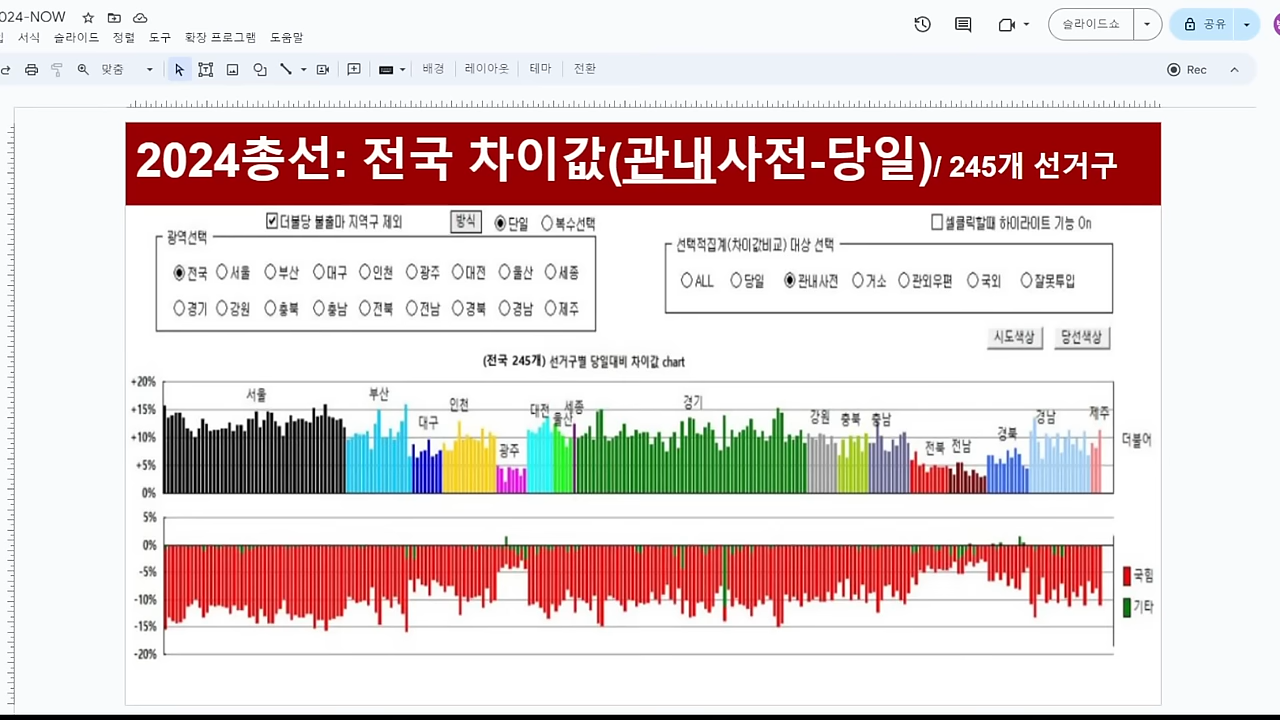 024-NOW
서식 슬라이드 정렬 도구 확장 프로그램 도움말
슬라이드쇼
공유
맞춤
배경 레이아웃 테마 전환
Rec
2024총선: 전국 차이값(관내사전-당일)/ 245개 선거구
더불당 불출마 지역구 제외 방식 단일 복수선택
셀클릭할때 하이라이트 기능 On
광역선택
전국 서울 부산 대구 인천 광주 대전 울산 세종
경기 강원 충북 충남 전북 전남 경북 경남 제주
선택적집계(차이값비교) 대상 선택
ALL 당일 관내사전 거소 관외우편 국외 잘못투입
시도색상 당선색상
(전국 245개) 선거구별 당일대비 차이값 chart
+20%
+15%
+10%
+5%
0%
서울 부산 대구 인천 광주 대전 울산 세종 경기 강원 충북 충남 전북 전남 경북 경남 제주
더불어
5%
0%
-5%
-10%
-15%
-20%
국힘
기타